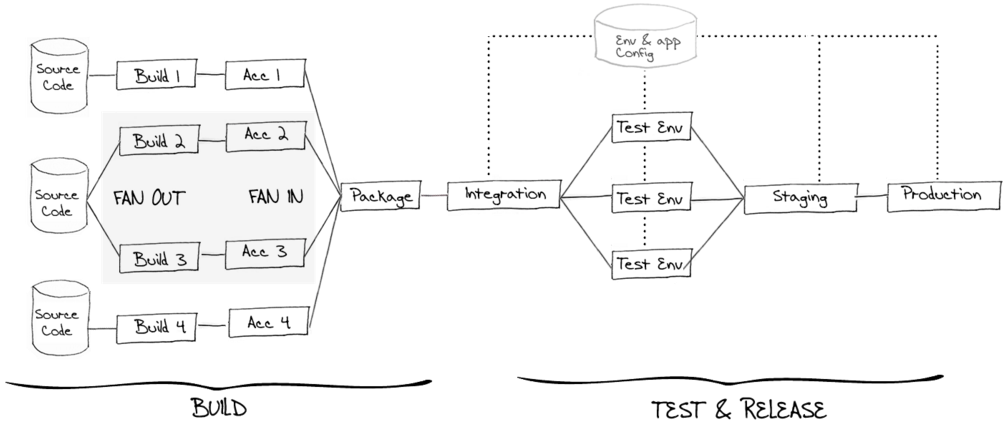 Env & app
Config
Source
Code
Build 1
Acc 1
Test Env
Build 2
Acc 2
Source
Code
FAN OUT
FAN IN
Package
Integration
Test Env
Staging
Production
Build 3
Acc 3
Test Env
Source
Code
Build 4
Acc 4
BUILD
TEST & RELEASE